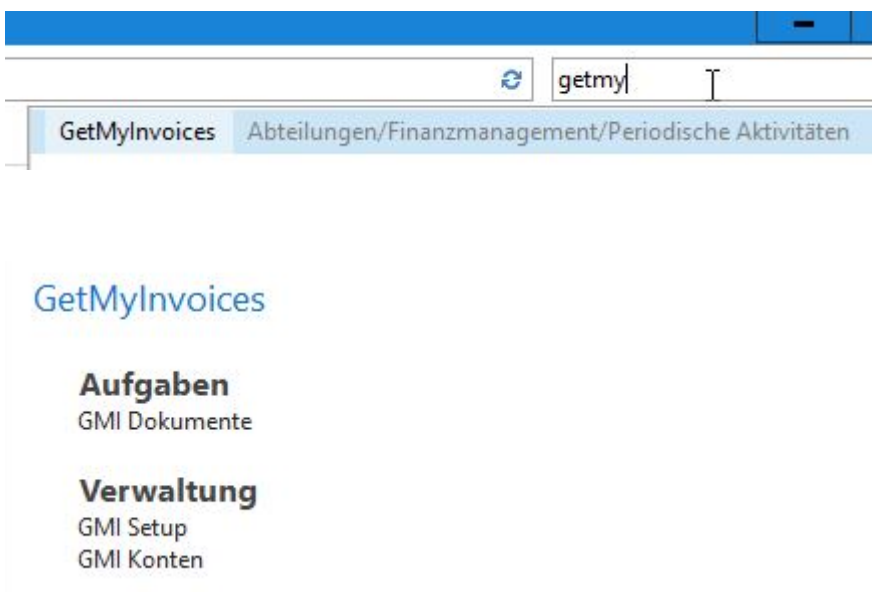 getmy
GetMyInvoices Abteilungen/Finanzmanagement/Periodische Aktivitäten
GetMyInvoices
Aufgaben
GMI Dokumente
Verwaltung
GMI Setup
GMI Konten